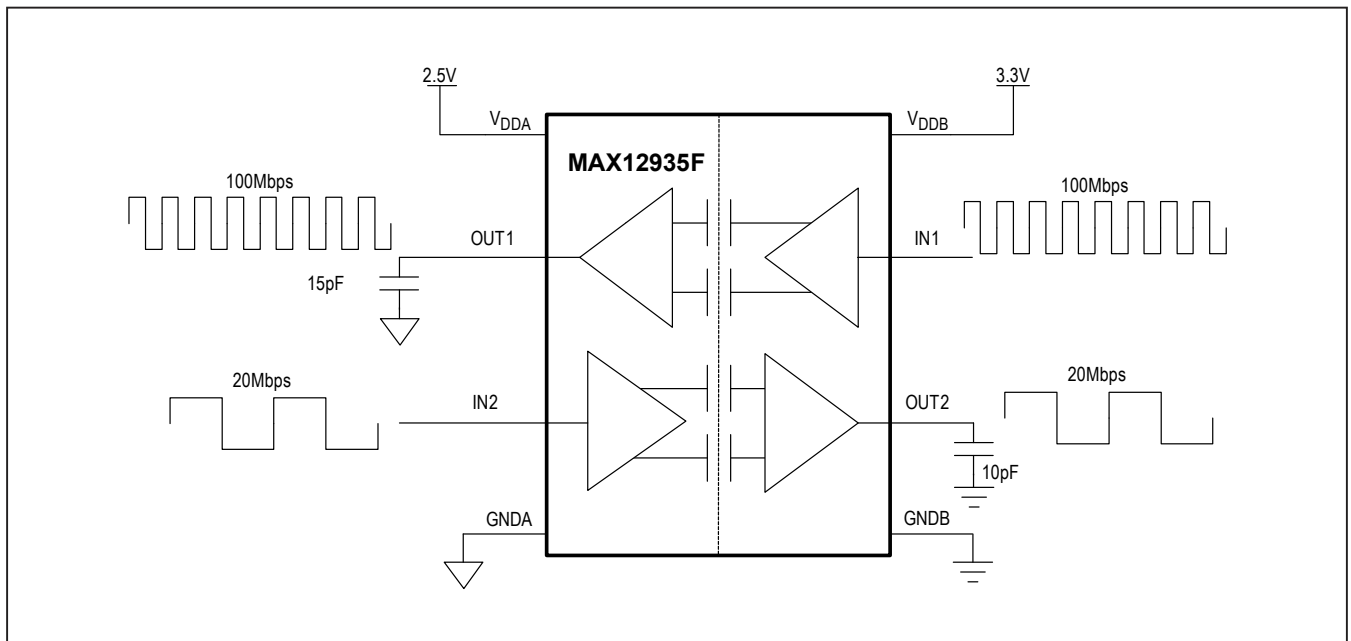 2.5V
3.3V
VDDA
VDDB
MAX12935F
100Mbps
100Mbps
OUT1
IN1
15pF
20Mbps
20Mbps
IN2
OUT2
10pF
GNDA
GNDB